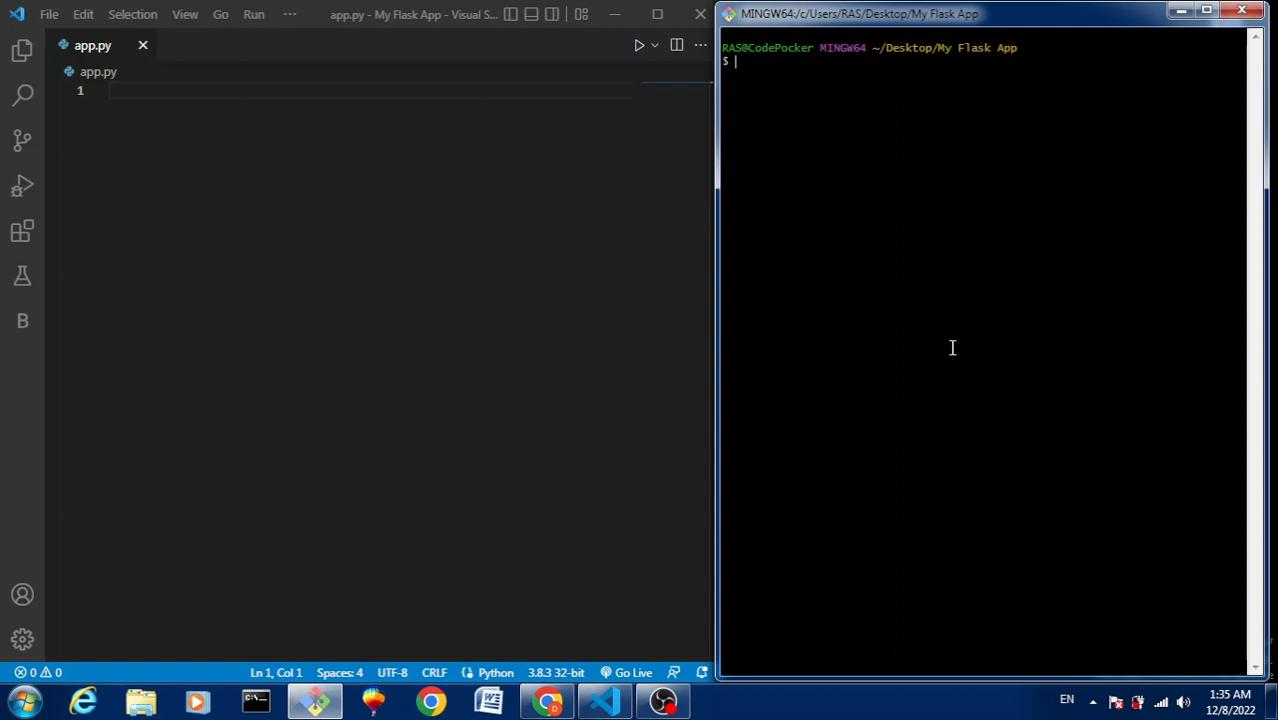 File Edit Selection View Go Run ··· app.py - My Flask App - Visual S...
app.py
app.py
1
B
0 0 Ln 1, Col 1 Spaces: 4 UTF-8 CRLF Python 3.8.3 32-bit Go Live
MINGW64:/c/Users/RAS/Desktop/My Flask App
RAS@CodePocker MINGW64 ~/Desktop/My Flask App
$
C:\_
W
D
EN
1:35 AM
12/8/2022